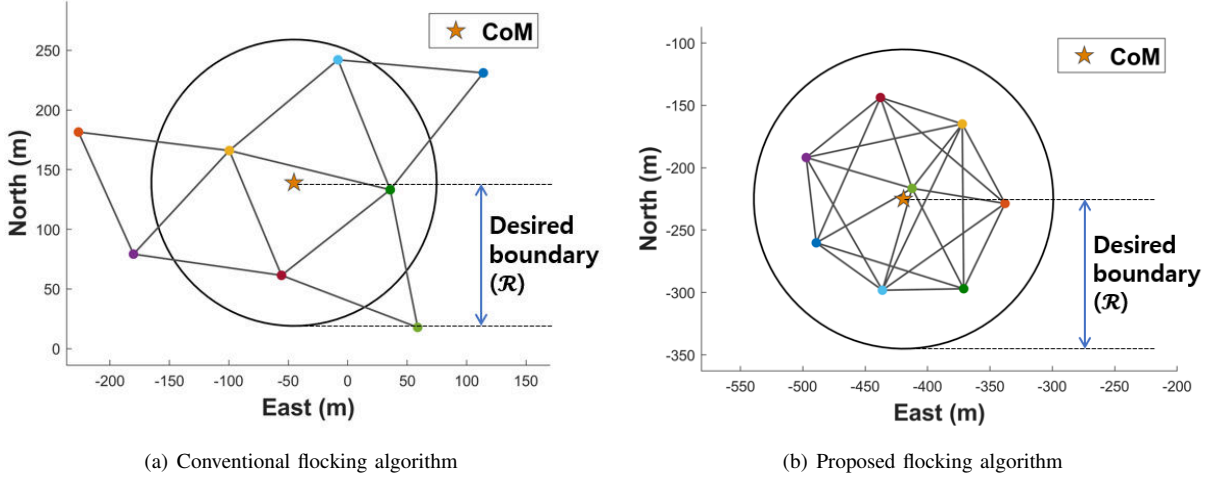 CoM
250
200
150
100
50
0
North (m)
-200
-150
-100
-50
0
50
100
150
East (m)
Desired
boundary
(𝓡)
(a) Conventional flocking algorithm
CoM
-100
-150
-200
-250
-300
-350
North (m)
-550
-500
-450
-400
-350
-300
-250
-200
East (m)
Desired
boundary
(𝓡)
(b) Proposed flocking algorithm